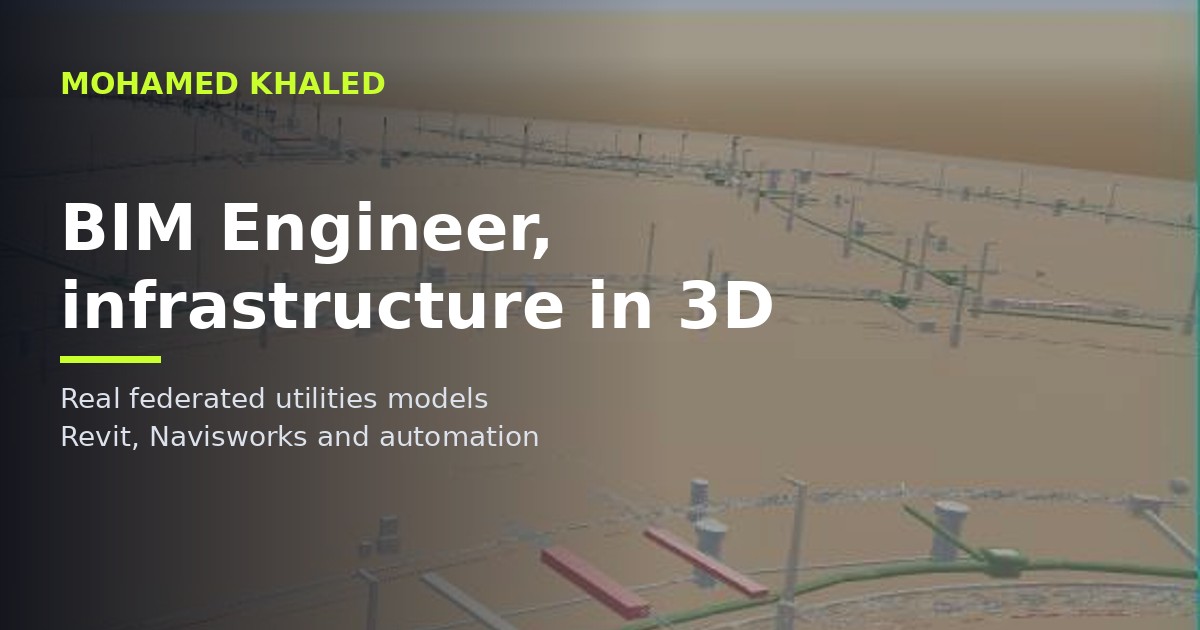 MOHAMED KHALED
BIM Engineer,
infrastructure in 3D
Real federated utilities models
Revit, Navisworks and automation